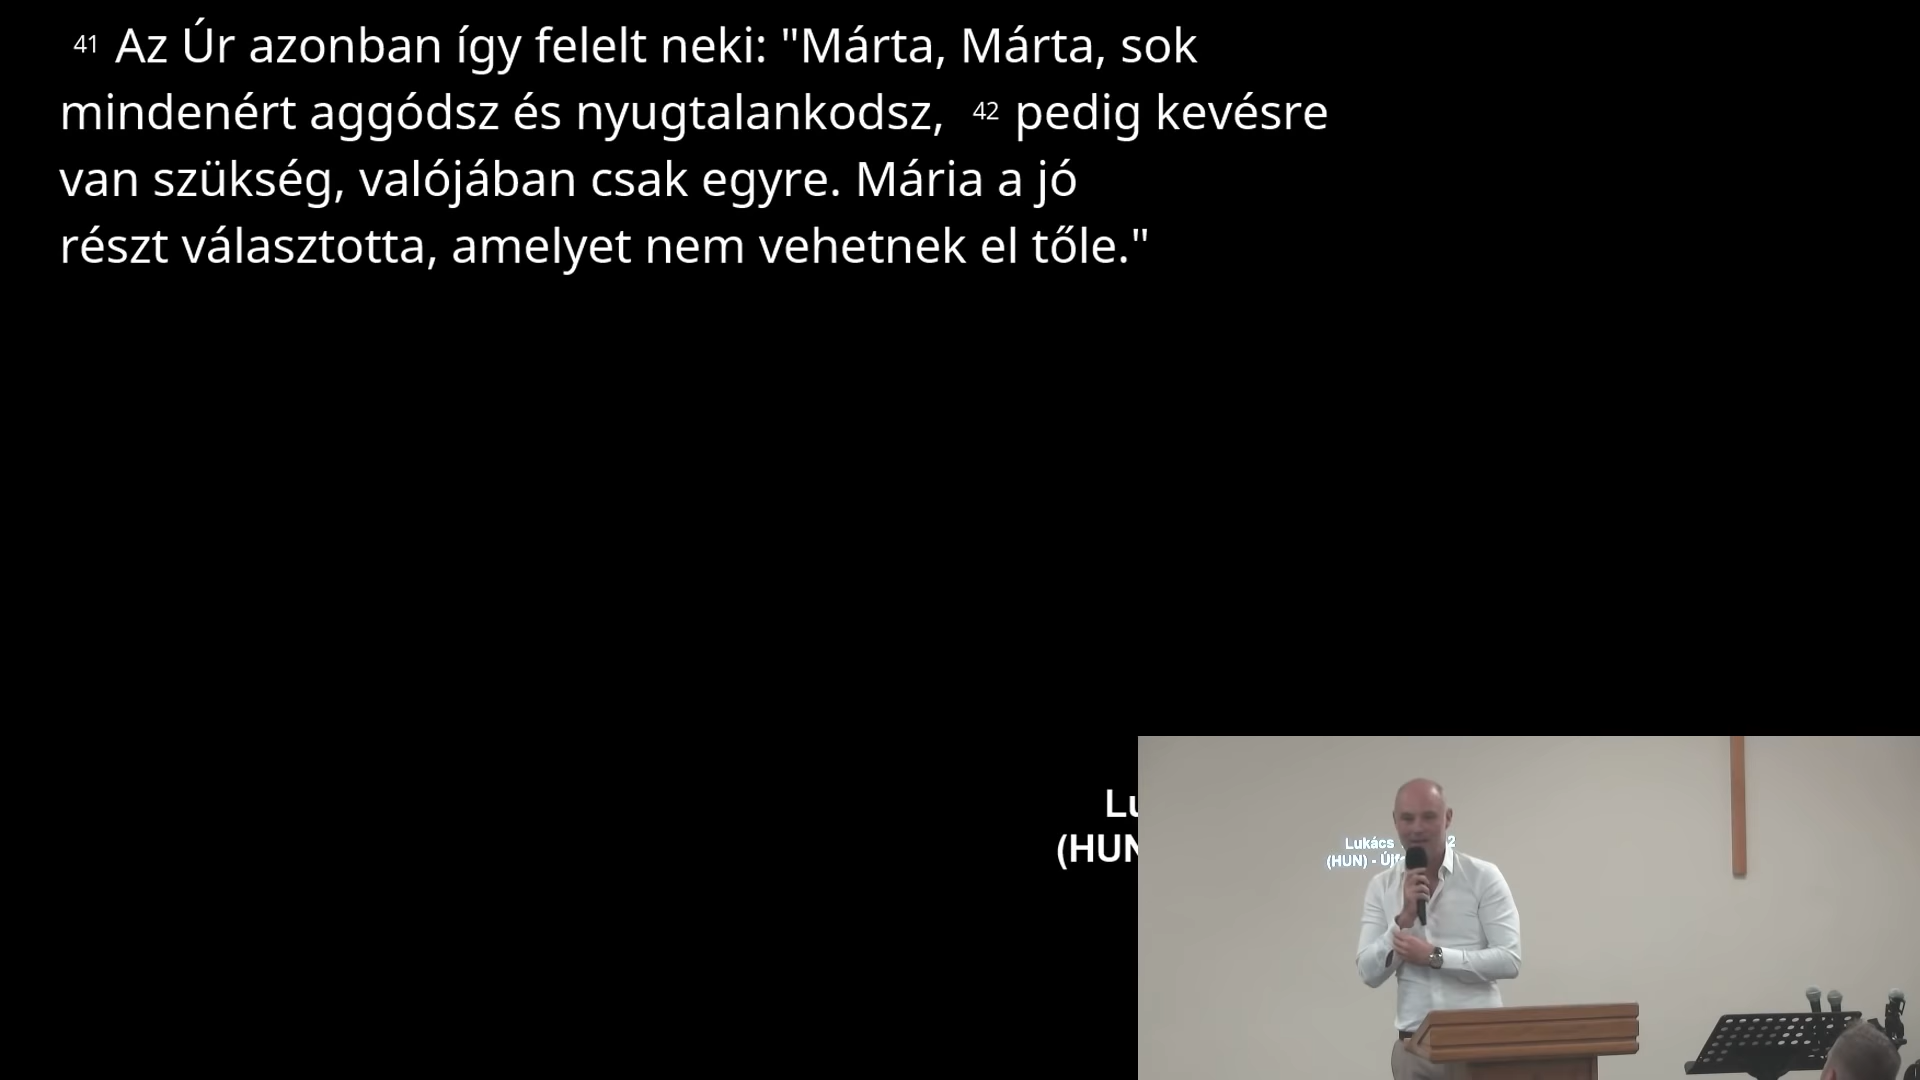 41 Az Úr azonban így felelt neki: "Márta, Márta, sok
mindenért aggódsz és nyugtalankodsz, 42 pedig kevésre
van szükség, valójában csak egyre. Mária a jó
részt választotta, amelyet nem vehetnek el tőle."
(HUN
Lukács
(HUN) -